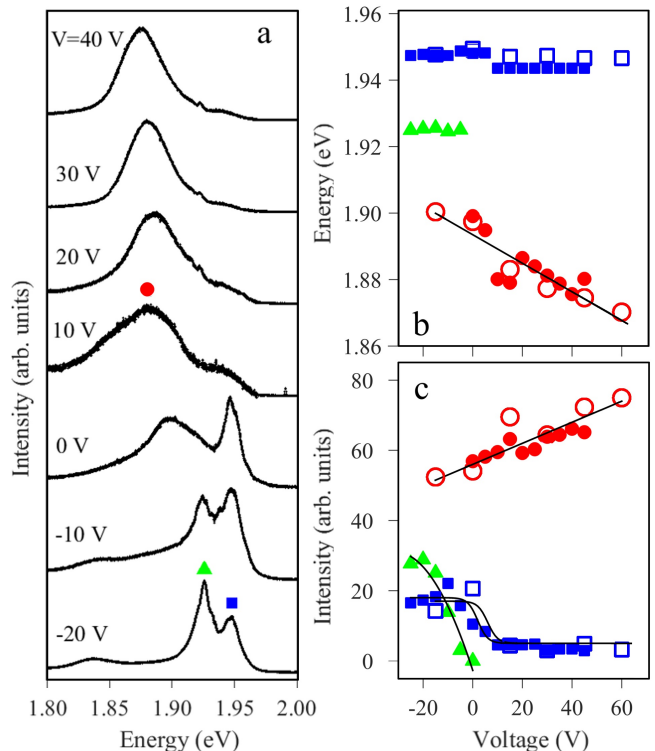 a
V=40 V
30 V
20 V
10 V
0 V
-10 V
-20 V
Intensity (arb. units)
1.80 1.85 1.90 1.95 2.00
Energy (eV)
1.96
1.94
1.92
1.90
1.88
1.86
Energy (eV)
b
c
80
60
40
20
0
Intensity (arb. units)
-20 0 20 40 60
Voltage (V)